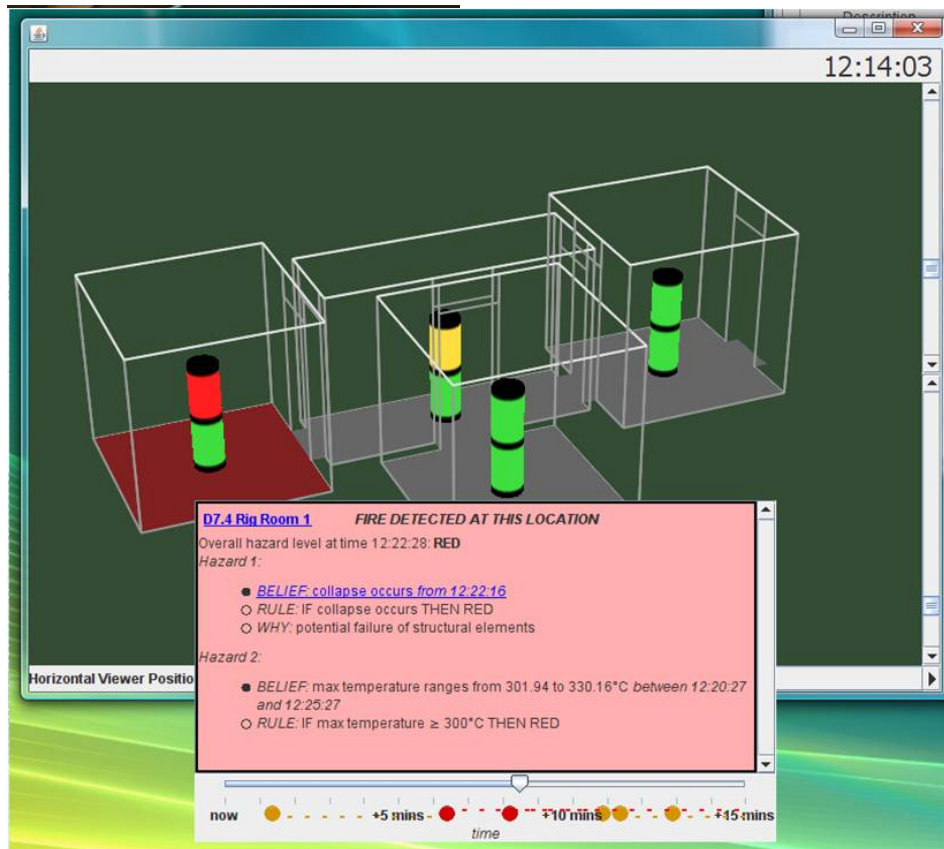 Description
12:14:03
D7.4 Rig Room 1 FIRE DETECTED AT THIS LOCATION
Overall hazard level at time 12:22:28: RED
Hazard 1:
BELIEF: collapse occurs from 12:22:16
RULE: IF collapse occurs THEN RED
WHY: potential failure of structural elements
Hazard 2:
BELIEF: max temperature ranges from 301.94 to 330.16°C between 12:20:27
and 12:25:27
RULE: IF max temperature ≥ 300°C THEN RED
Horizontal Viewer Positio
now +5 mins +10 mins +15 mins
time